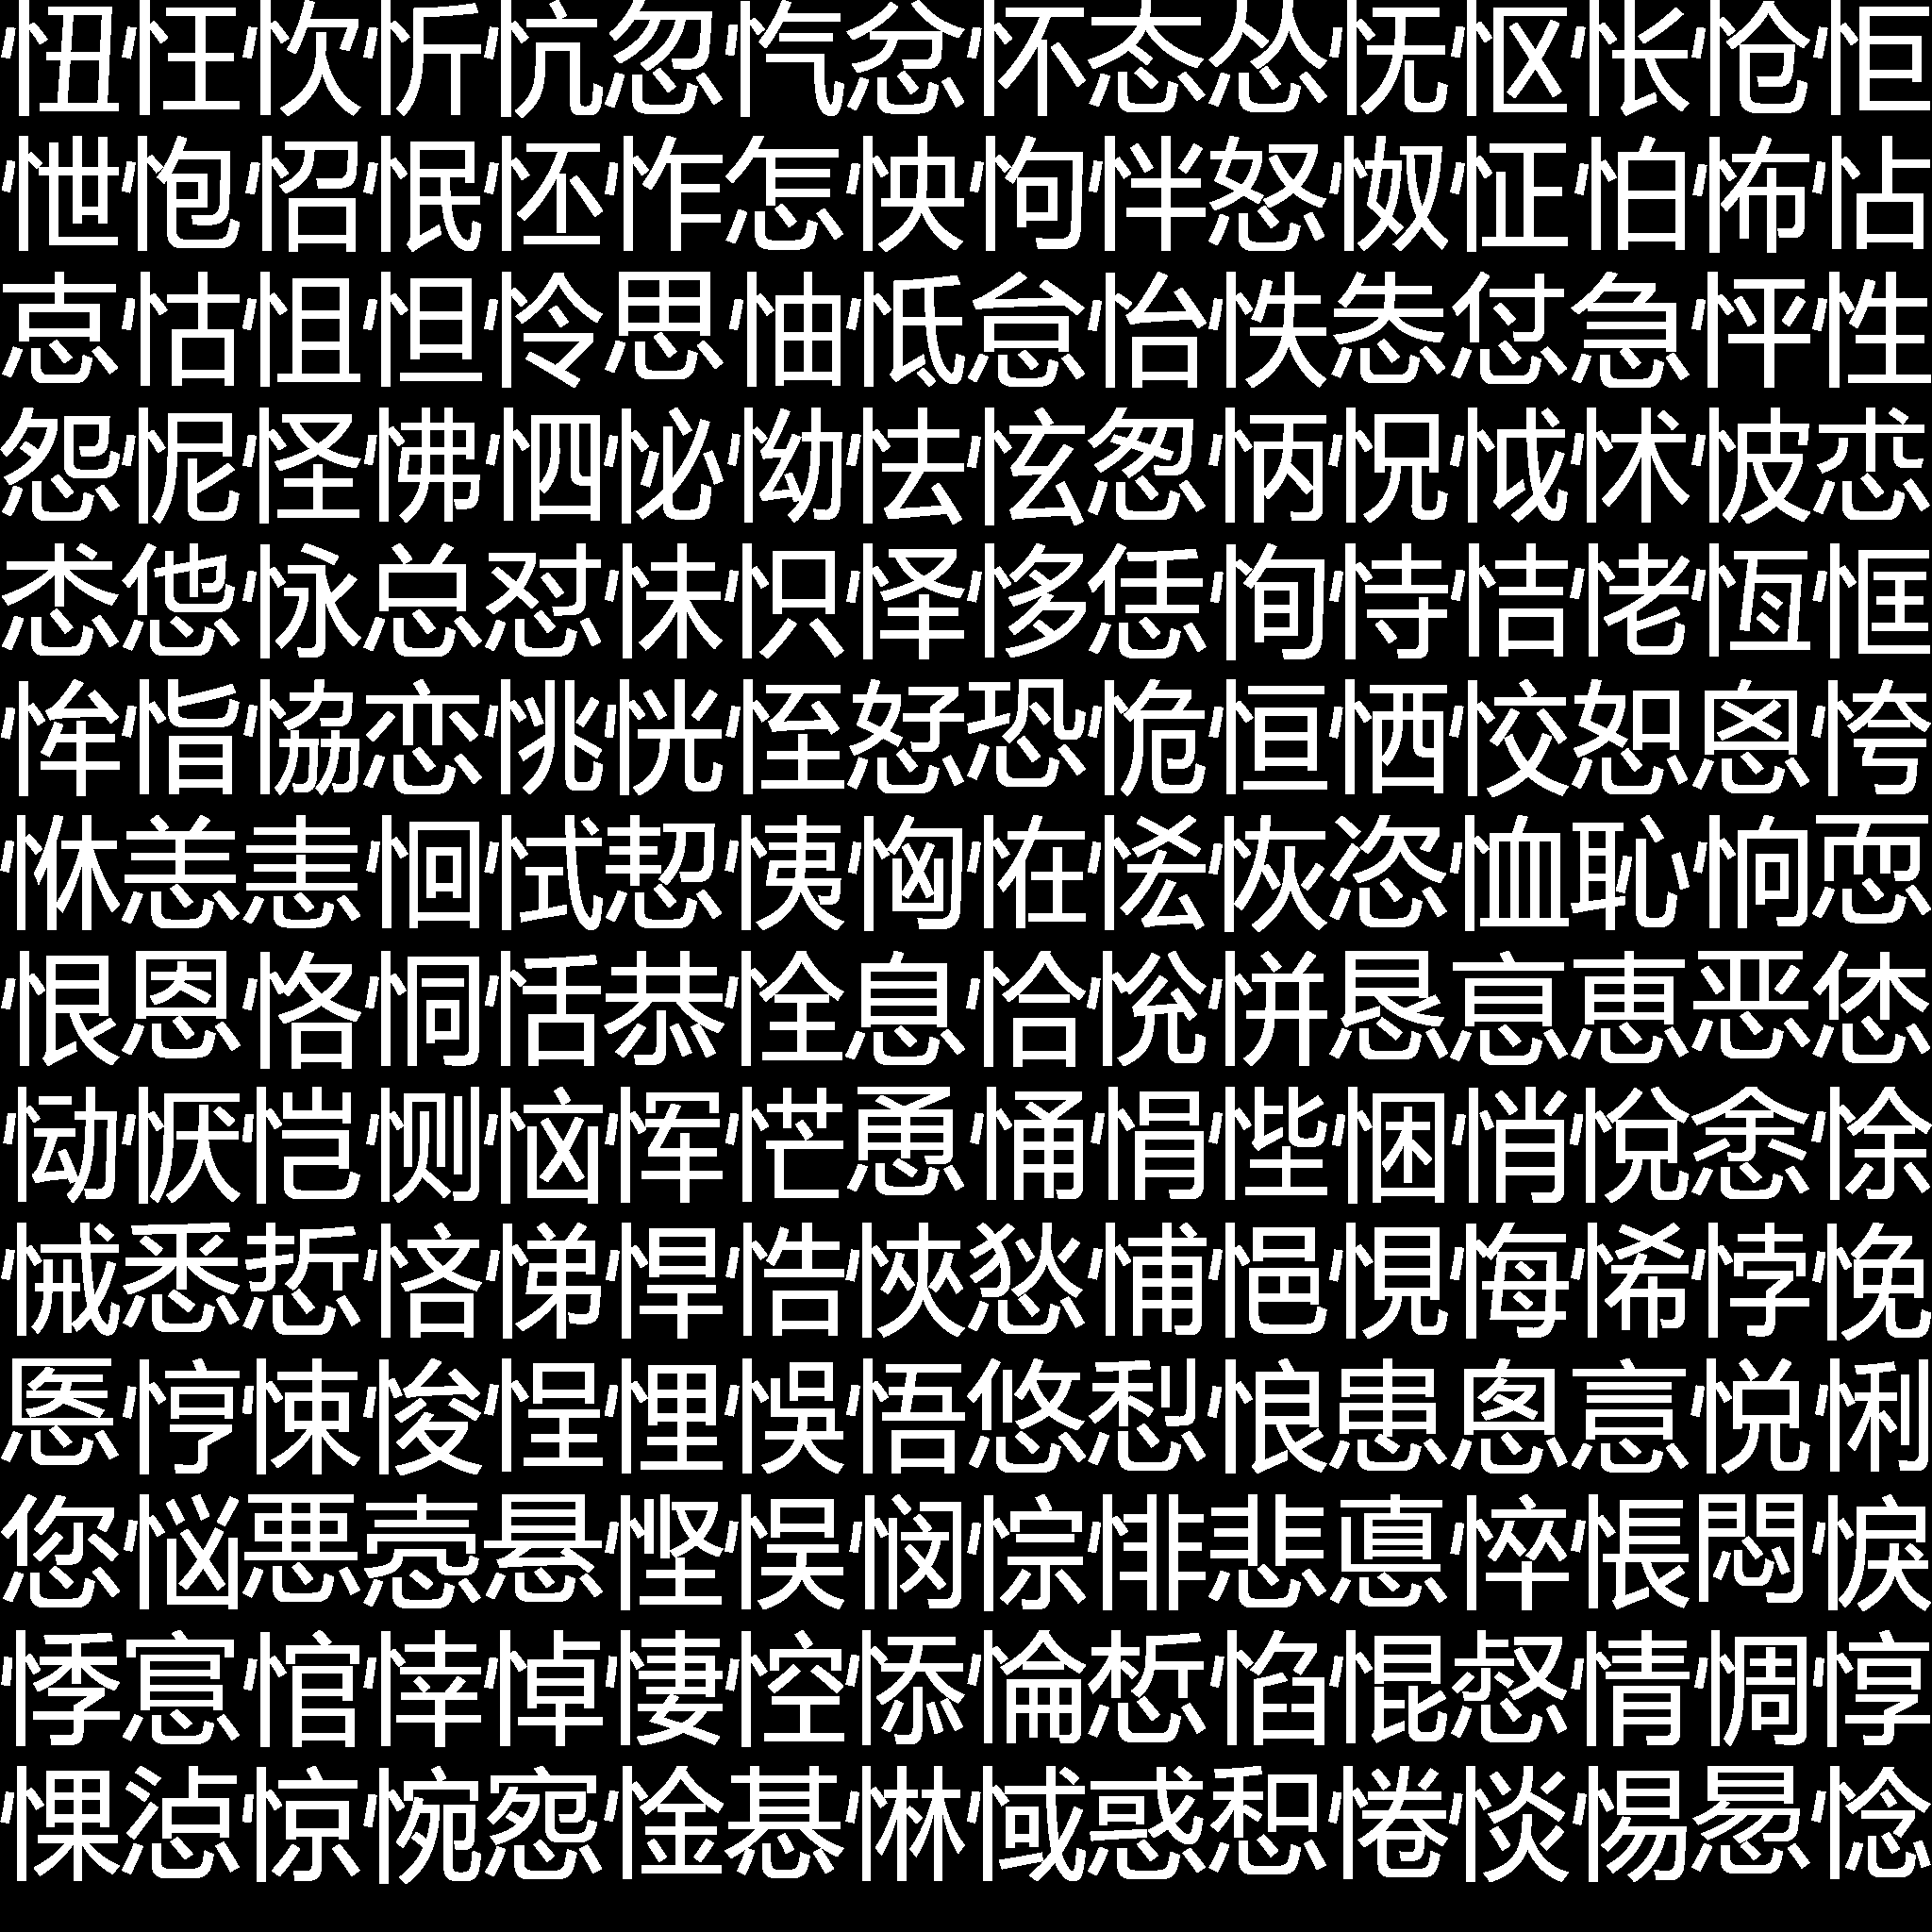 忸忹忺忻忼忽忾忿怀态怂怃怄怅怆怇
怈怉怊怋怌怍怎怏怐怑怒怓怔怕怖怗
怘怙怚怛怜思怞怟怠怡怢怣怤急怦性
怨怩怪怫怬怭怮怯怰怱怲怳怴怵怶怷
怸怹怺总怼怽怾怿恀恁恂恃恄恅恆恇
恈恉恊恋恌恍恎恏恐恑恒恓恔恕恖恗
恘恙恚恛恜恝恞恟恠恡恢恣恤恥恦恧
恨恩恪恫恬恭恮息恰恱恲恳恴恵恶恷
恸恹恺恻恼恽恾恿悀悁悂悃悄悅悆悇
悈悉悊悋悌悍悎悏悐悑悒悓悔悕悖悗
悘悙悚悛悜悝悞悟悠悡悢患悤悥悦悧
您悩悪悫悬悭悮悯悰悱悲悳悴悵悶悷
悸悹悺悻悼悽悾悿惀惁惂惃惄情惆惇
惈惉惊惋惌惍惎惏惐惑惒惓惔惕惖惗